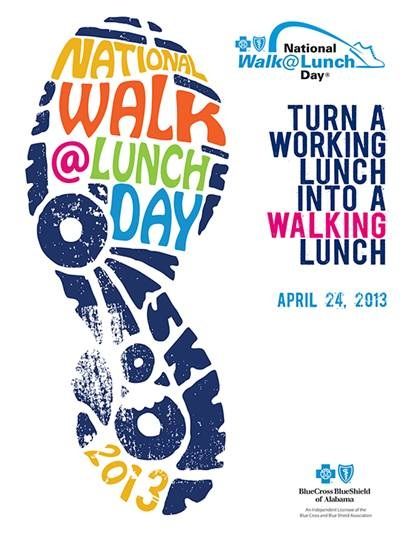 NATIONAL
WALK
@LUNCH
DAY
2013
National
Walk@Lunch
Day®
TURN A
WORKING
LUNCH
INTO A
WALKING
LUNCH
APRIL 24, 2013
BlueCross BlueShield
of Alabama
An Independent Licensee of the
Blue Cross and Blue Shield Association